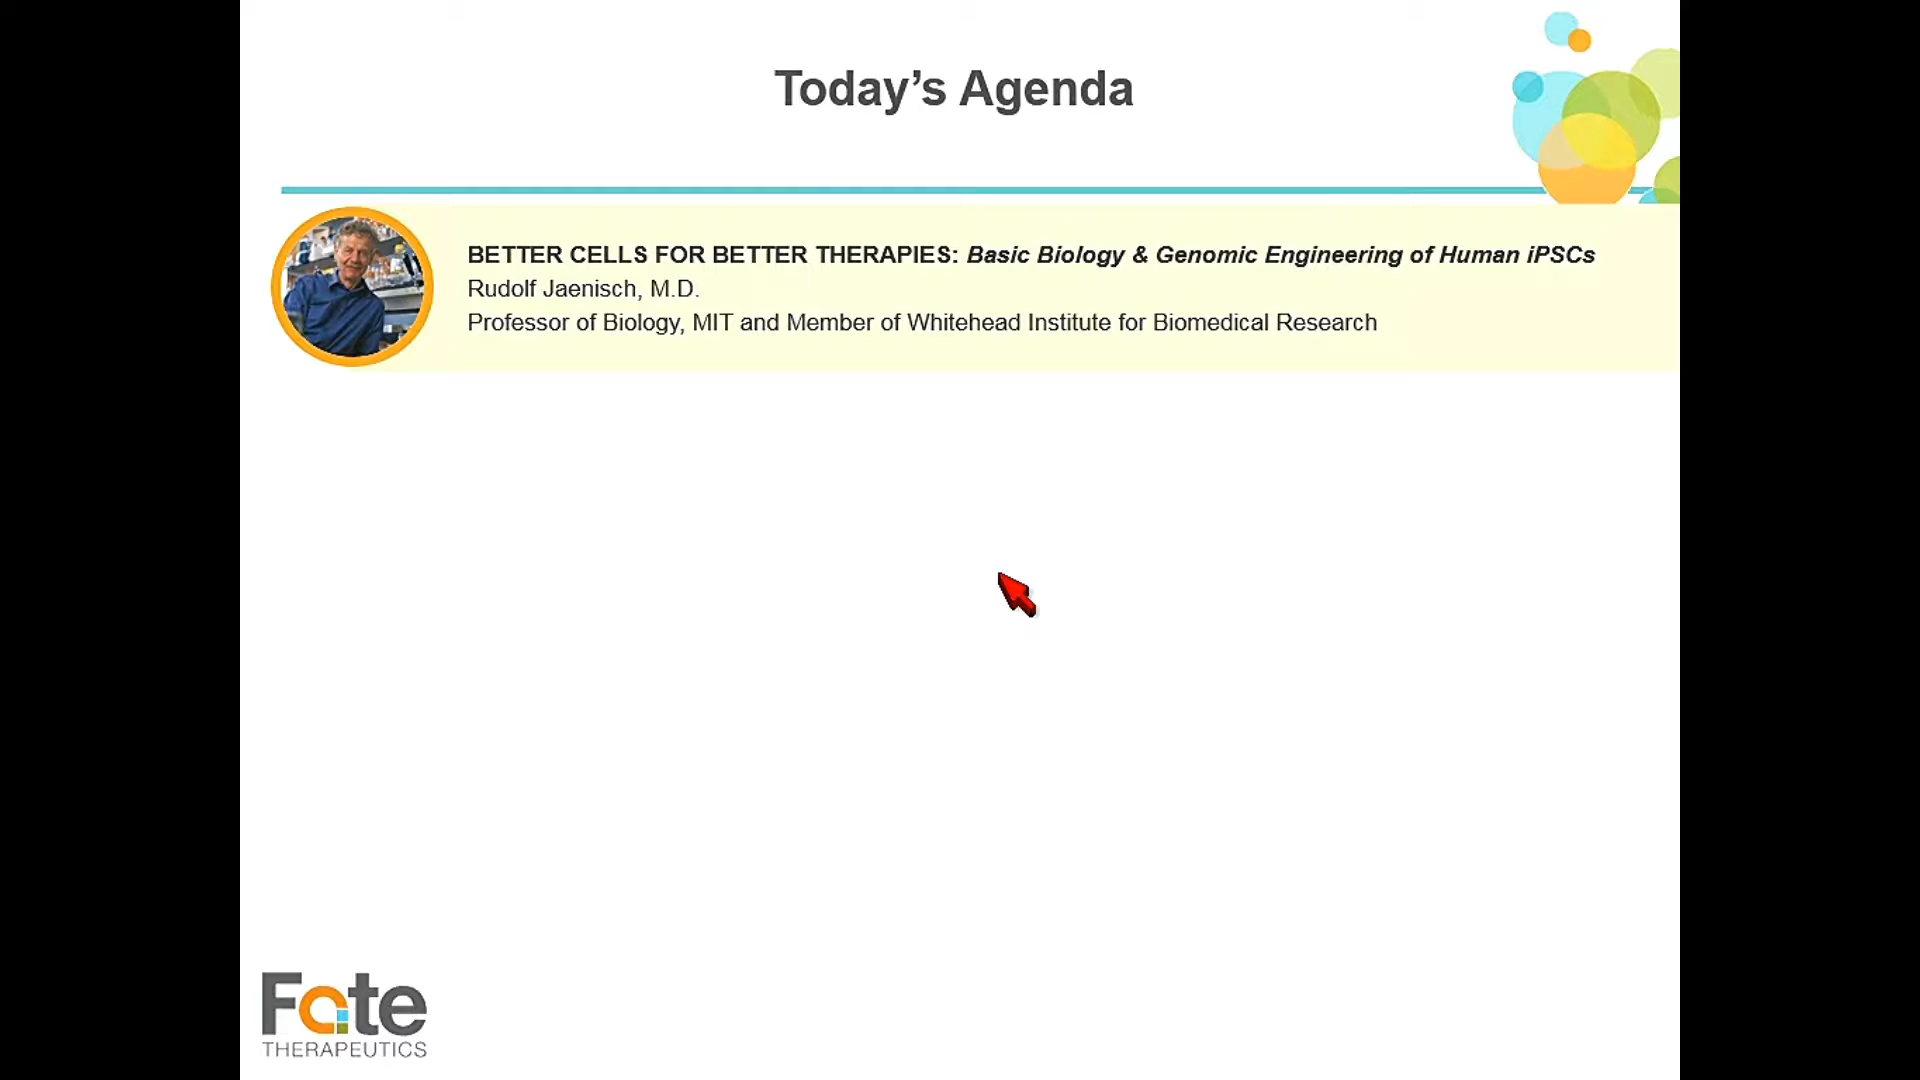 Today’s Agenda
BETTER CELLS FOR BETTER THERAPIES: Basic Biology & Genomic Engineering of Human iPSCs
Rudolf Jaenisch, M.D.
Professor of Biology, MIT and Member of Whitehead Institute for Biomedical Research
Fate
THERAPEUTICS